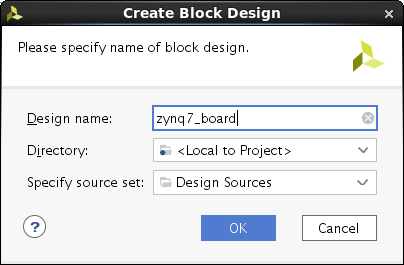 Create Block Design
Please specify name of block design.
Design name: zynq7_board
Directory: <Local to Project>
Specify source set: Design Sources
? OK Cancel